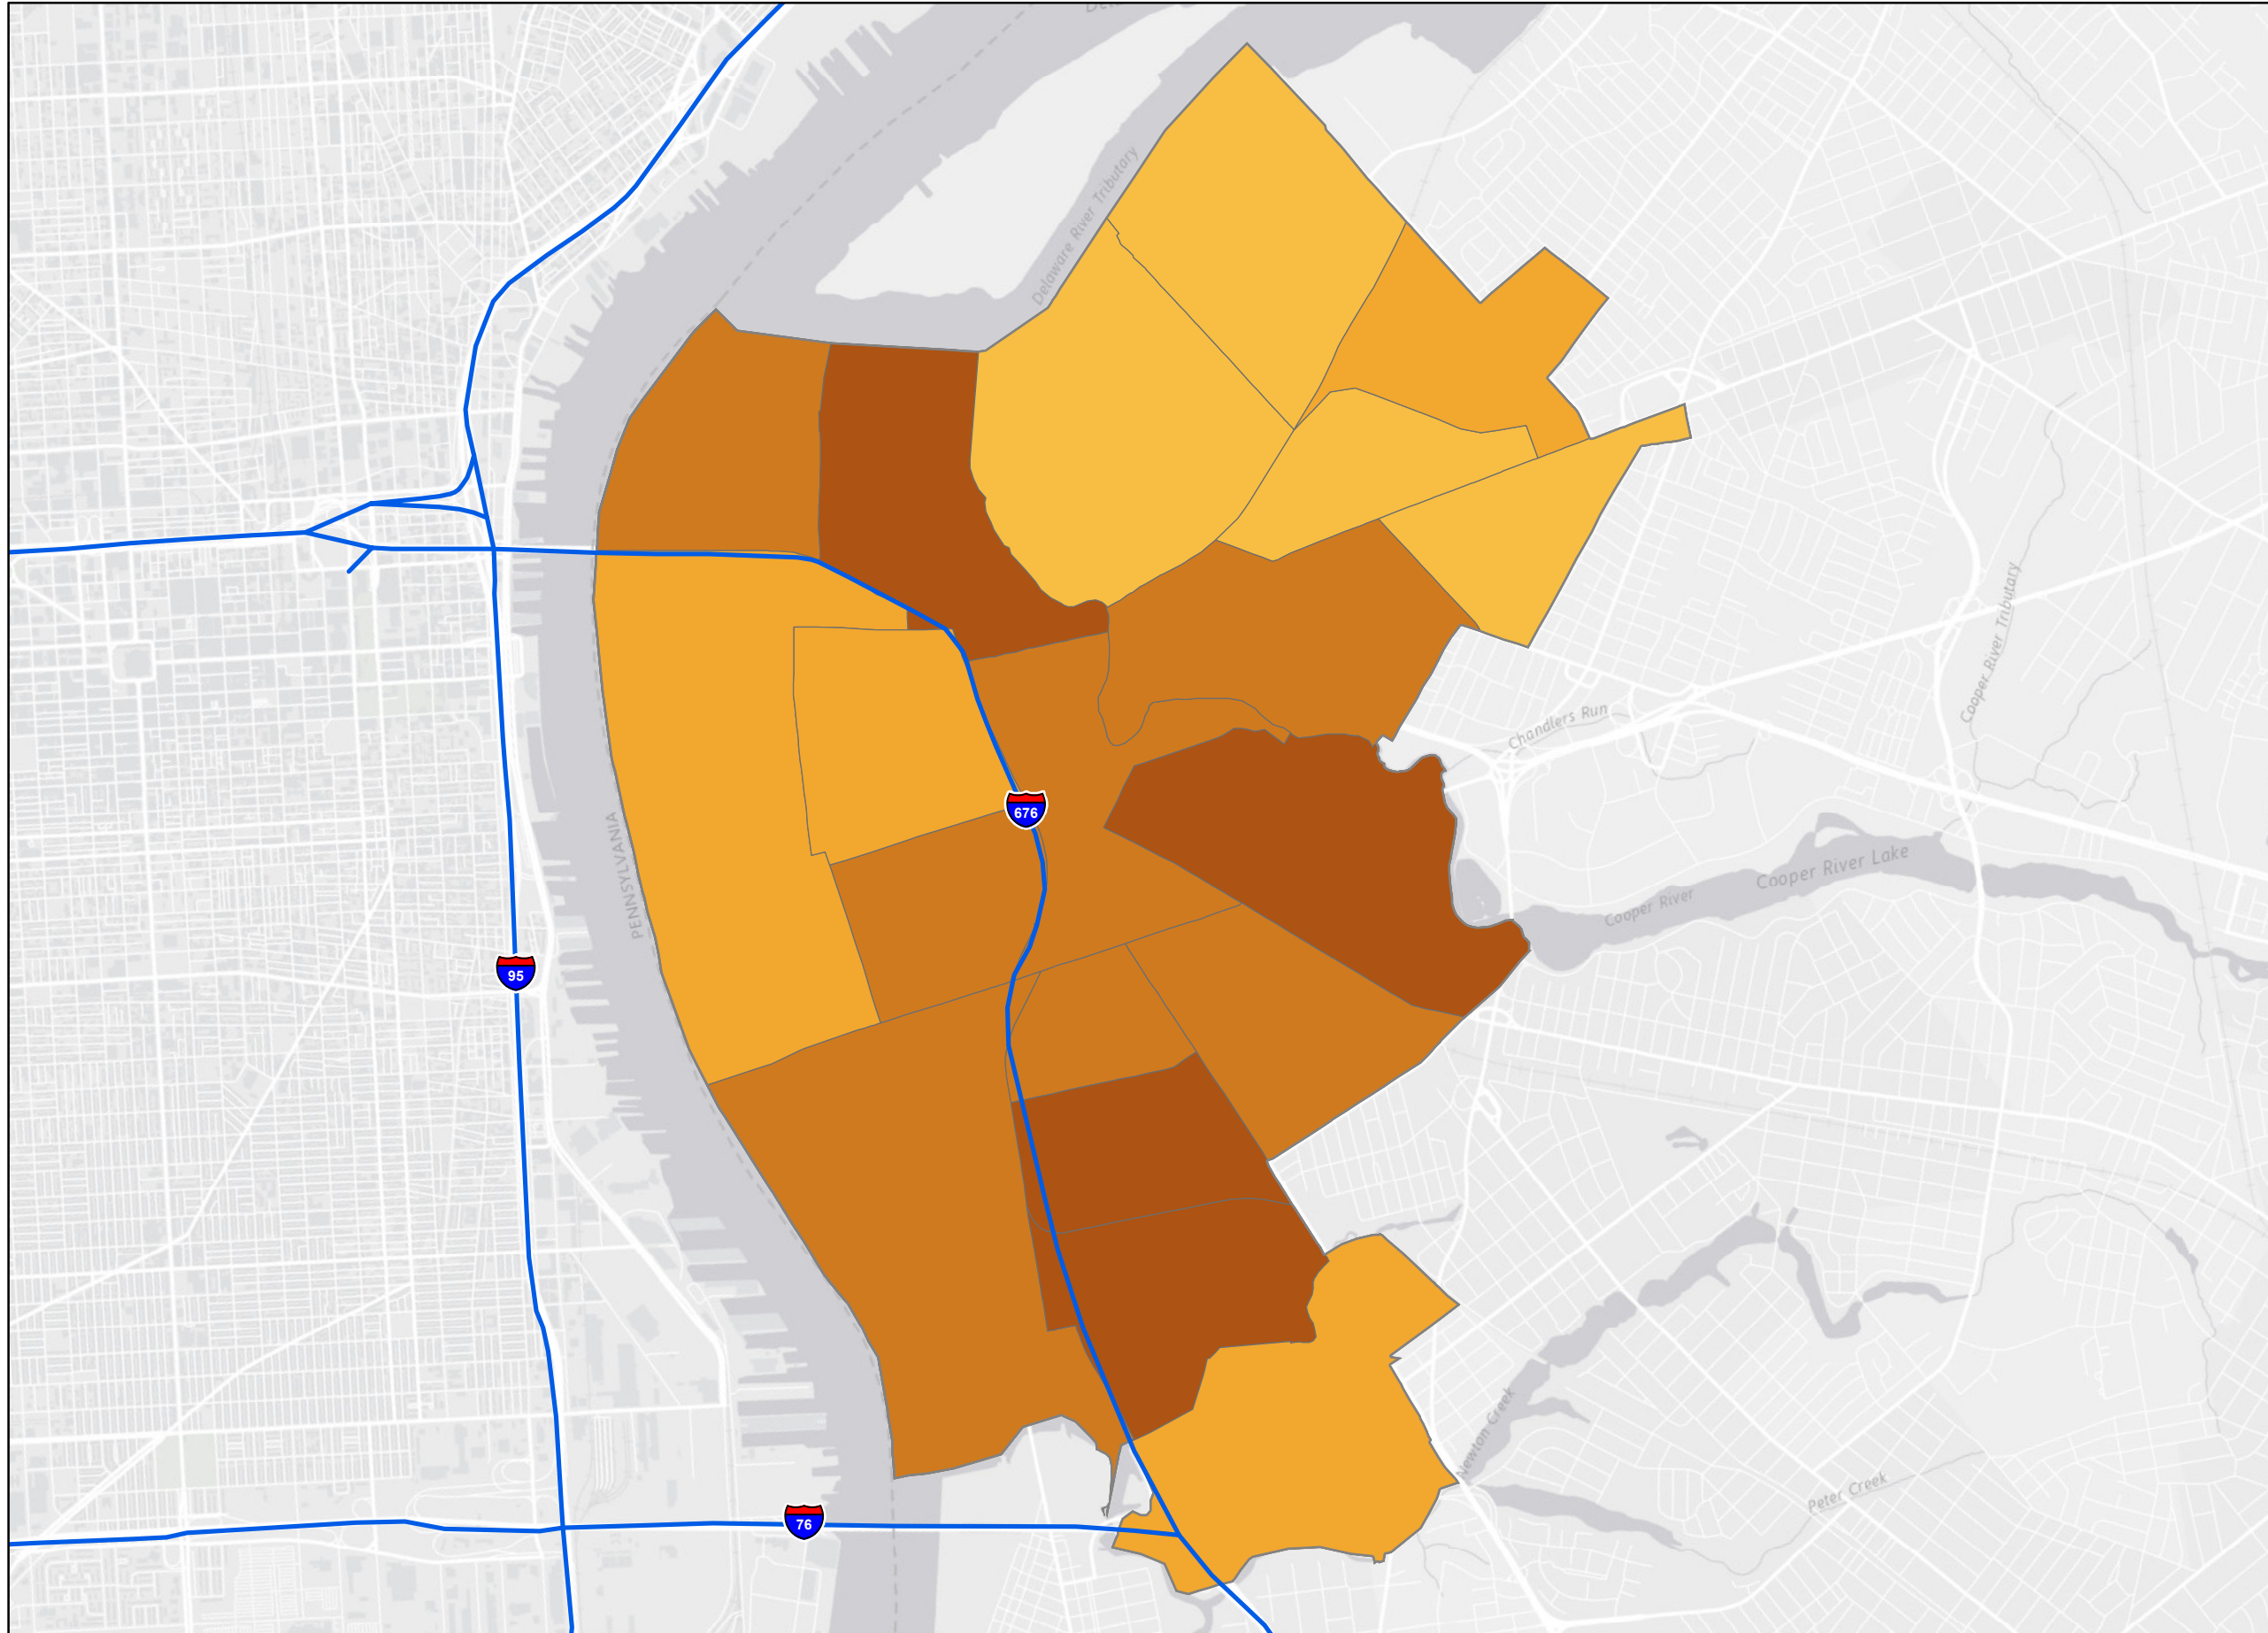 Delaware River Tributary
Cooper River Tributary
Chandlers Run
676
PENNSYLVANIA
Cooper River Lake
Cooper River
95
Newton Creek
Peter Creek
76